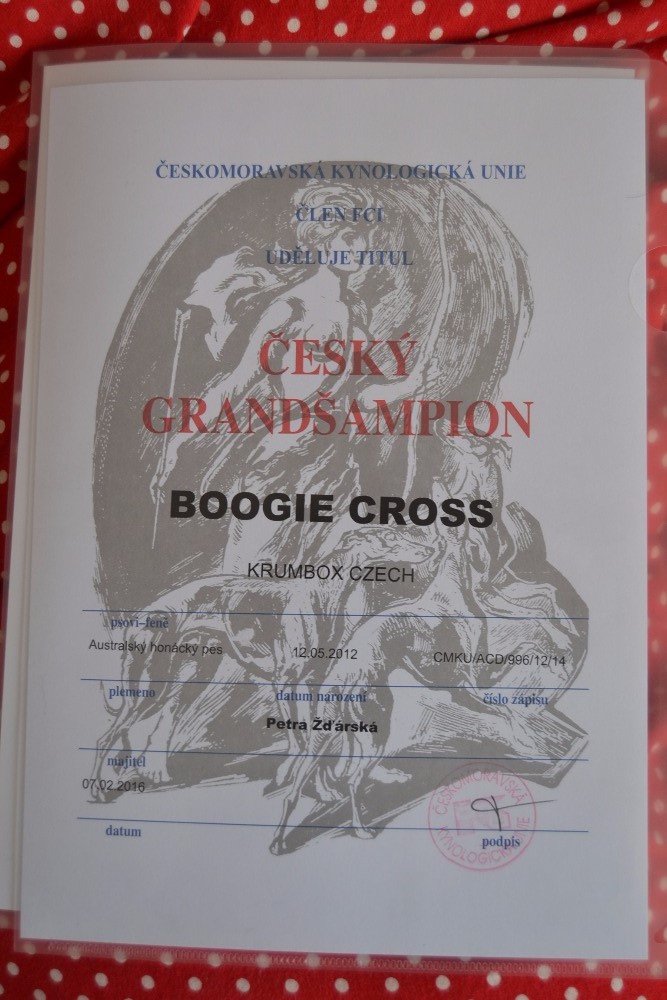 ČESKOMORAVSKÁ KYNOLOGICKÁ UNIE
ČLEN FCI
UDĚLUJE TITUL
ČESKÝ
GRANDŠAMPION
BOOGIE CROSS
KRUMBOX CZECH
psovi–feně
Australský honácký pes 12.05.2012 CMKU/ACD/996/12/14
plemeno datum narození číslo zápisu
Petra Žďárská
majitel
07.02.2016
datum podpis
ČESKOMORAVSKÁ
KYNOLOGICKÁ UNIE